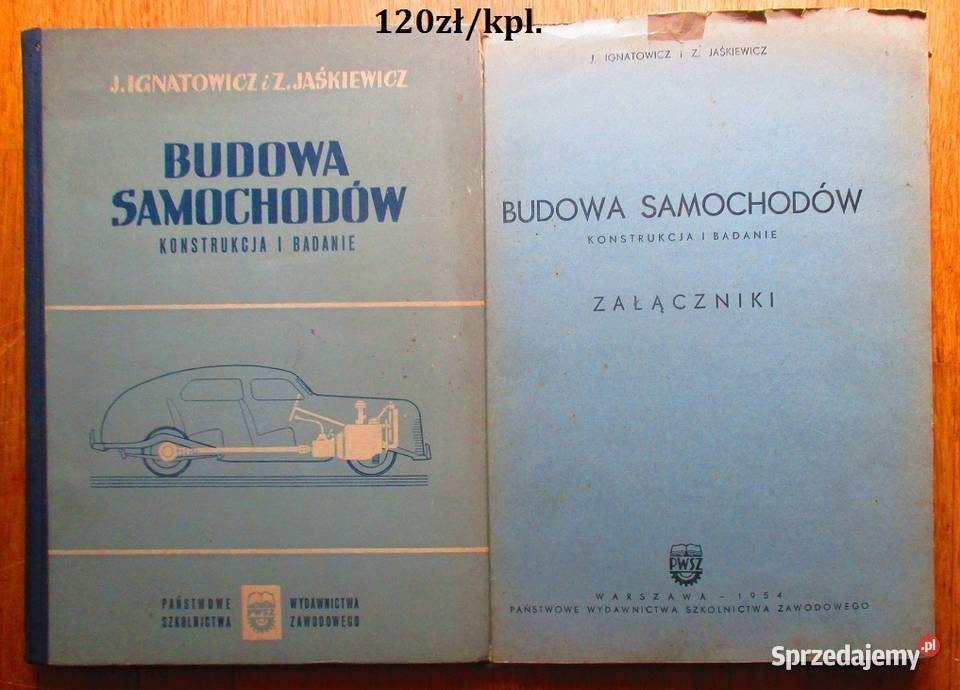 120zł/kpl.
J. IGNATOWICZ i Z. JAŚKIEWICZ
BUDOWA
SAMOCHODÓW
KONSTRUKCJA I BADANIE
PAŃSTWOWE
SZKOLNICTWA
PWSZ
WYDAWNICTWA
ZAWODOWEGO
J. IGNATOWICZ i Z. JAŚKIEWICZ
BUDOWA SAMOCHODÓW
KONSTRUKCJA I BADANIE
ZAŁĄCZNIKI
PWSZ
WARSZAWA - 1954
PAŃSTWOWE WYDAWNICTWA SZKOLNICTWA ZAWODOWEGO
Sprzedajemy.pl